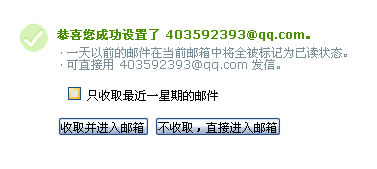 恭喜您成功设置了 403592393@qq.com。
· 一天以前的邮件在当前邮箱中将全被标记为已读状态。
· 可直接用 403592393@qq.com 发信。
只收取最近一星期的邮件
收取并进入邮箱 不收取，直接进入邮箱